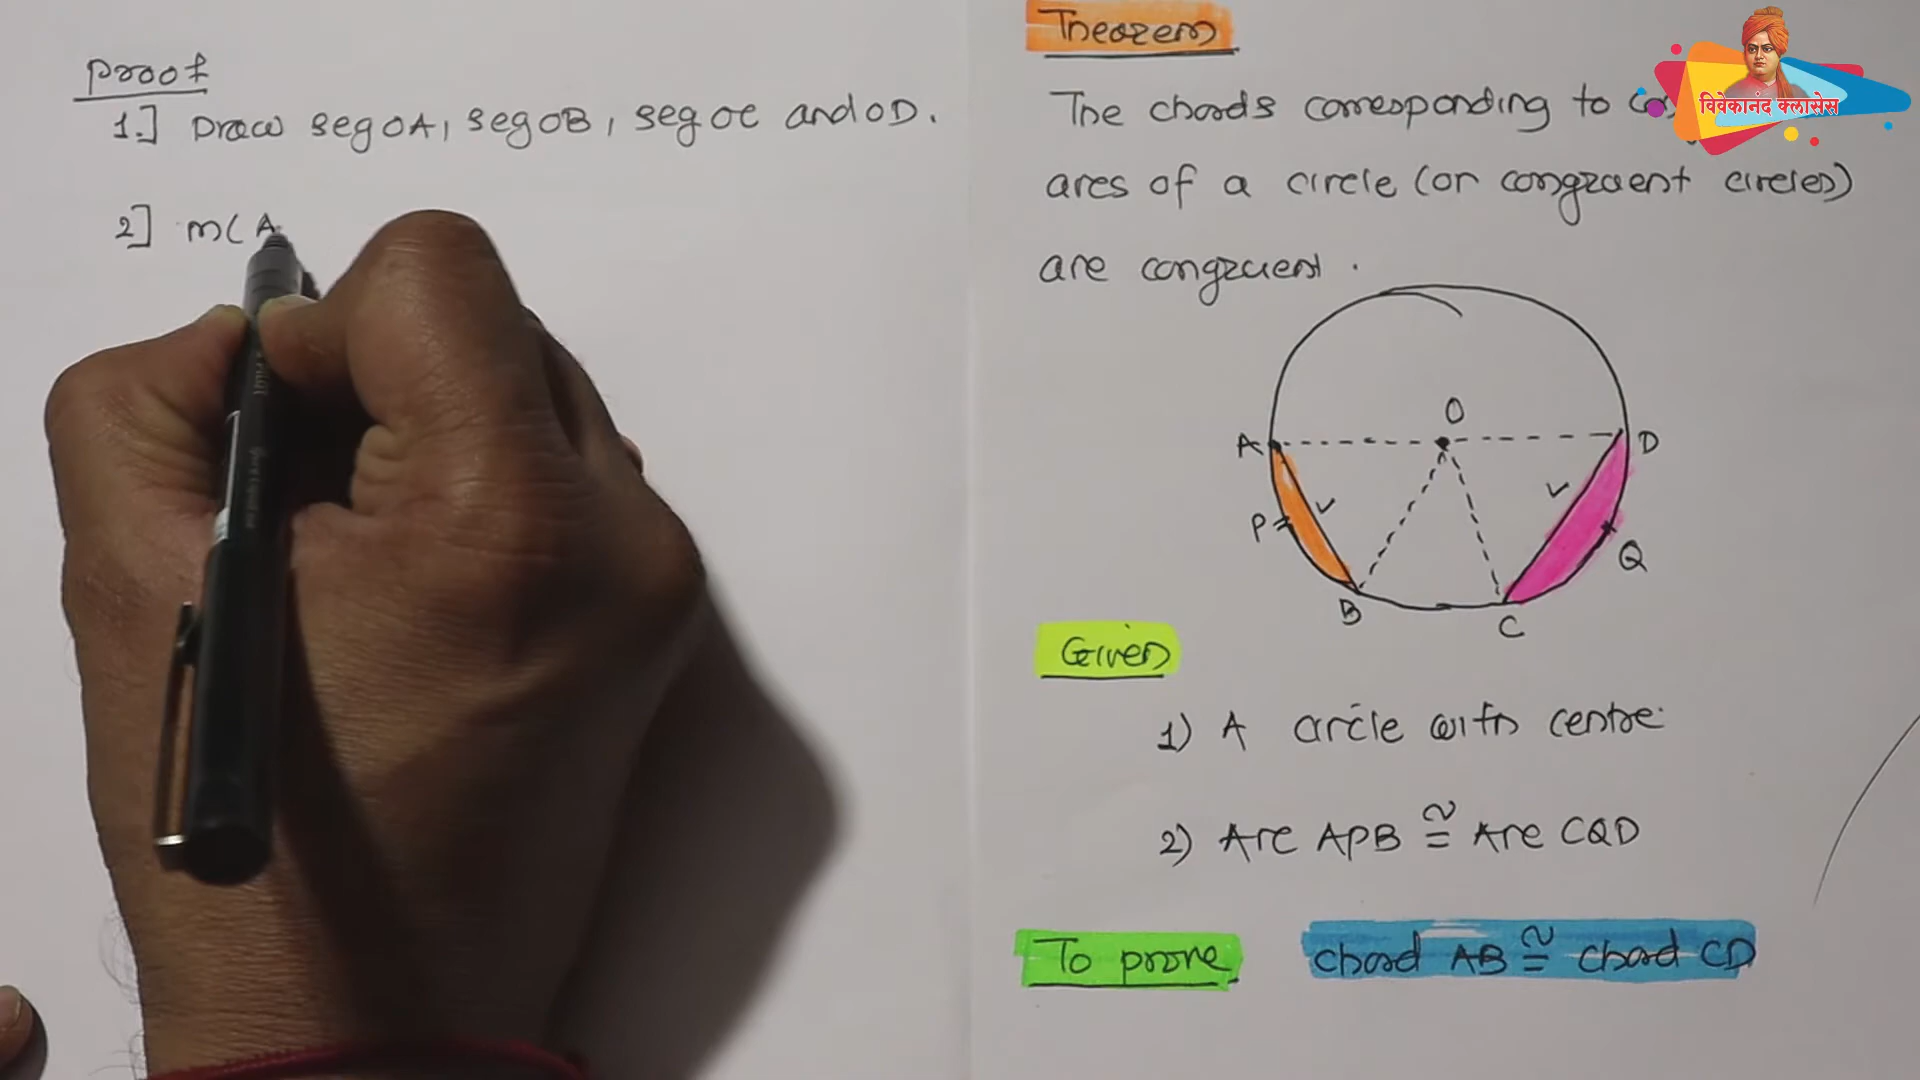 Proof
1.] Draw seg OA, seg OB, seg OC and OD.
2] m(A
Theorem
The chords corresponding to
arcs of a circle (or congruent circles)
are congruent.
O
A
D
P
Q
B
C
Given
1) A circle with centre
2) Arc APB ≅ Arc CQD
To prove chord AB ≅ chord CD
विवेकानंद क्लासेस
PILOT